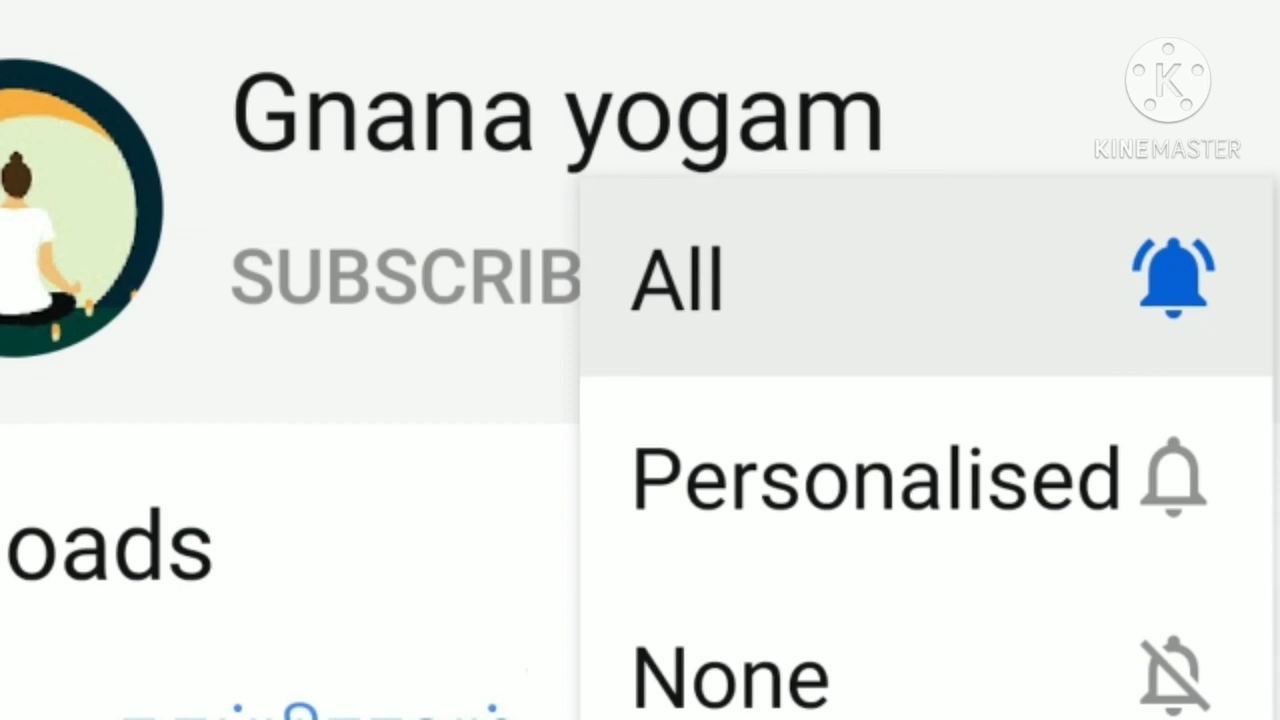 Gnana yogam
K
KINEMASTER
SUBSCRIB
All
Personalised
oads
None